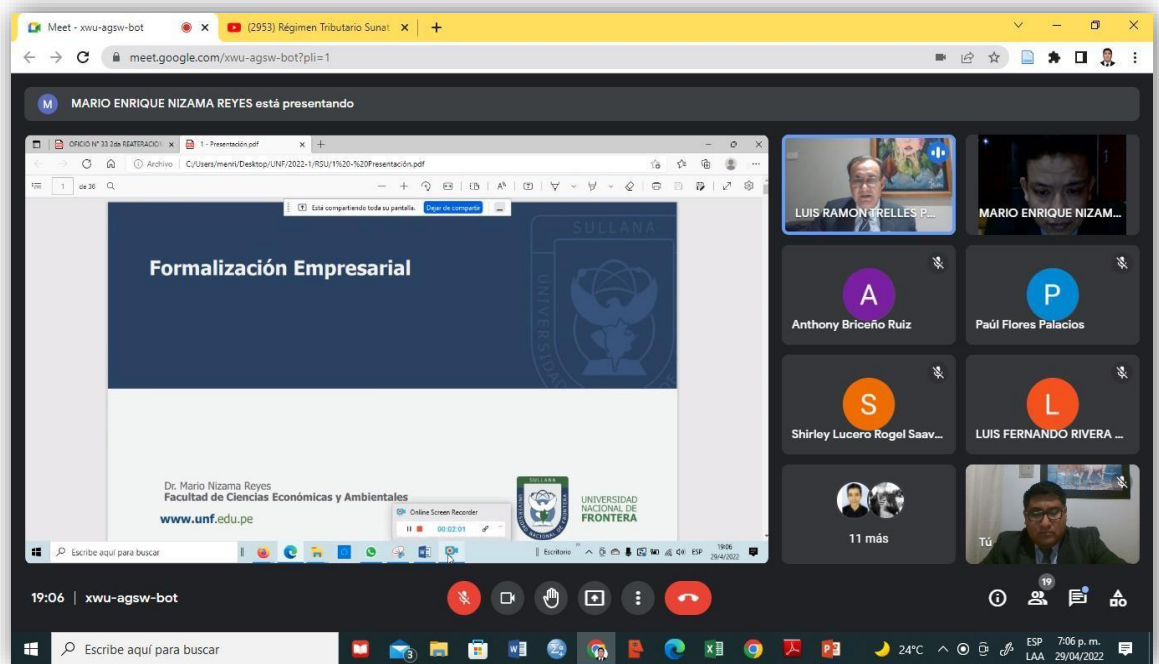 Meet - xwu-agsw-bot
(2953) Régimen Tributario Sunat
meet.google.com/xwu-agsw-bot?pli=1
M
MARIO ENRIQUE NIZAMA REYES está presentando
OFICIO N° 33 2da REATERACIO
1 - Presentación.pdf
Archivo
C:/Users/menri/Desktop/UNF/2022-1/RSU/1%20-%20Presentación.pdf
1 de 36
Está compartiendo toda su pantalla. Dejar de compartir
SULLANA
UNIVERSIDAD
Formalización Empresarial
Dr. Mario Nizama Reyes
Facultad de Ciencias Económicas y Ambientales
www.unf.edu.pe
SULLANA
UNIVERSIDAD
NACIONAL DE
FRONTERA
Online Screen Recorder
00:02:01
Escribe aquí para buscar
Escritorio
ESP
19:06
29/4/2022
LUIS RAMON TRELLES P...
MARIO ENRIQUE NIZAM...
A
Anthony Briceño Ruiz
P
Paúl Flores Palacios
S
Shirley Lucero Rogel Saav...
L
LUIS FERNANDO RIVERA ...
11 más
Tú
19:06 | xwu-agsw-bot
19
Escribe aquí para buscar
3
24°C
ESP
LAA
7:06 p. m.
29/04/2022